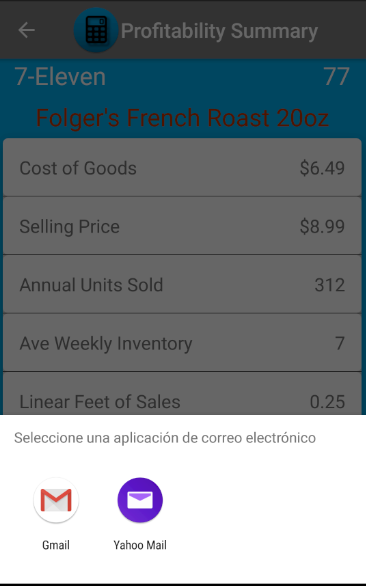 Profitability Summary
7-Eleven 77
Folger's French Roast 20oz
Cost of Goods $6.49
Selling Price $8.99
Annual Units Sold 312
Ave Weekly Inventory 7
Linear Feet of Sales 0.25
Seleccione una aplicación de correo electrónico
Gmail Yahoo Mail